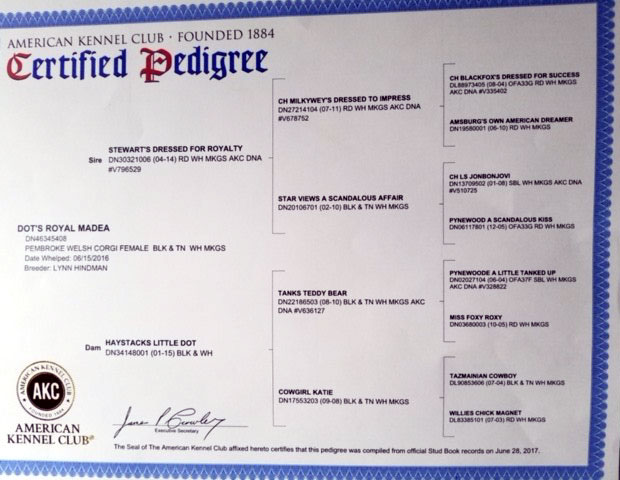 AMERICAN KENNEL CLUB · FOUNDED 1884
Certified Pedigree
CH BLACKFOX'S DRESSED FOR SUCCESS
DL88973405 (08-04) OFA33G RD WH MKGS
AKC DNA #V335402
CH MILKYWEY'S DRESSED TO IMPRESS
DN27214104 (07-11) RD WH MKGS AKC DNA
#V678752
AMSBURG'S OWN AMERICAN DREAMER
DN19580001 (06-10) RD WH MKGS
STEWART'S DRESSED FOR ROYALTY
Sire DN30321006 (04-14) RD WH MKGS AKC DNA
#V796529
CH LS JONBONJOVI
DN13709502 (01-08) SBL WH MKGS AKC DNA
#V510725
STAR VIEWS A SCANDALOUS AFFAIR
DN20106701 (02-10) BLK & TN WH MKGS
PYNEWOOD A SCANDALOUS KISS
DN06117801 (12-05) OFA33G RD WH MKGS
DOT'S ROYAL MADEA
DN46345408
PEMBROKE WELSH CORGI FEMALE BLK & TN WH MKGS
Date Whelped: 06/15/2016
Breeder: LYNN HINDMAN
PYNEWOODE A LITTLE TANKED UP
DN02027104 (06-04) OFA37F SBL WH MKGS
AKC DNA #V328822
TANKS TEDDY BEAR
DN22186503 (08-10) BLK & TN WH MKGS AKC
DNA #V636127
MISS FOXY ROXY
DN03680003 (10-05) RD WH MKGS
HAYSTACKS LITTLE DOT
Dam DN34148001 (01-15) BLK & WH
TAZMAINIAN COWBOY
DL90853606 (07-04) BLK & TN WH MKGS
COWGIRL KATIE
DN17553203 (09-08) BLK & TN WH MKGS
WILLIES CHICK MAGNET
DL83385101 (07-03) RD WH MKGS
AMERICAN KENNEL CLUB
AKC
FOUNDED 1884
AMERICAN
KENNEL CLUB®
Executive Secretary
The Seal of The American Kennel Club affixed hereto certifies that this pedigree was compiled from official Stud Book records on June 28, 2017.